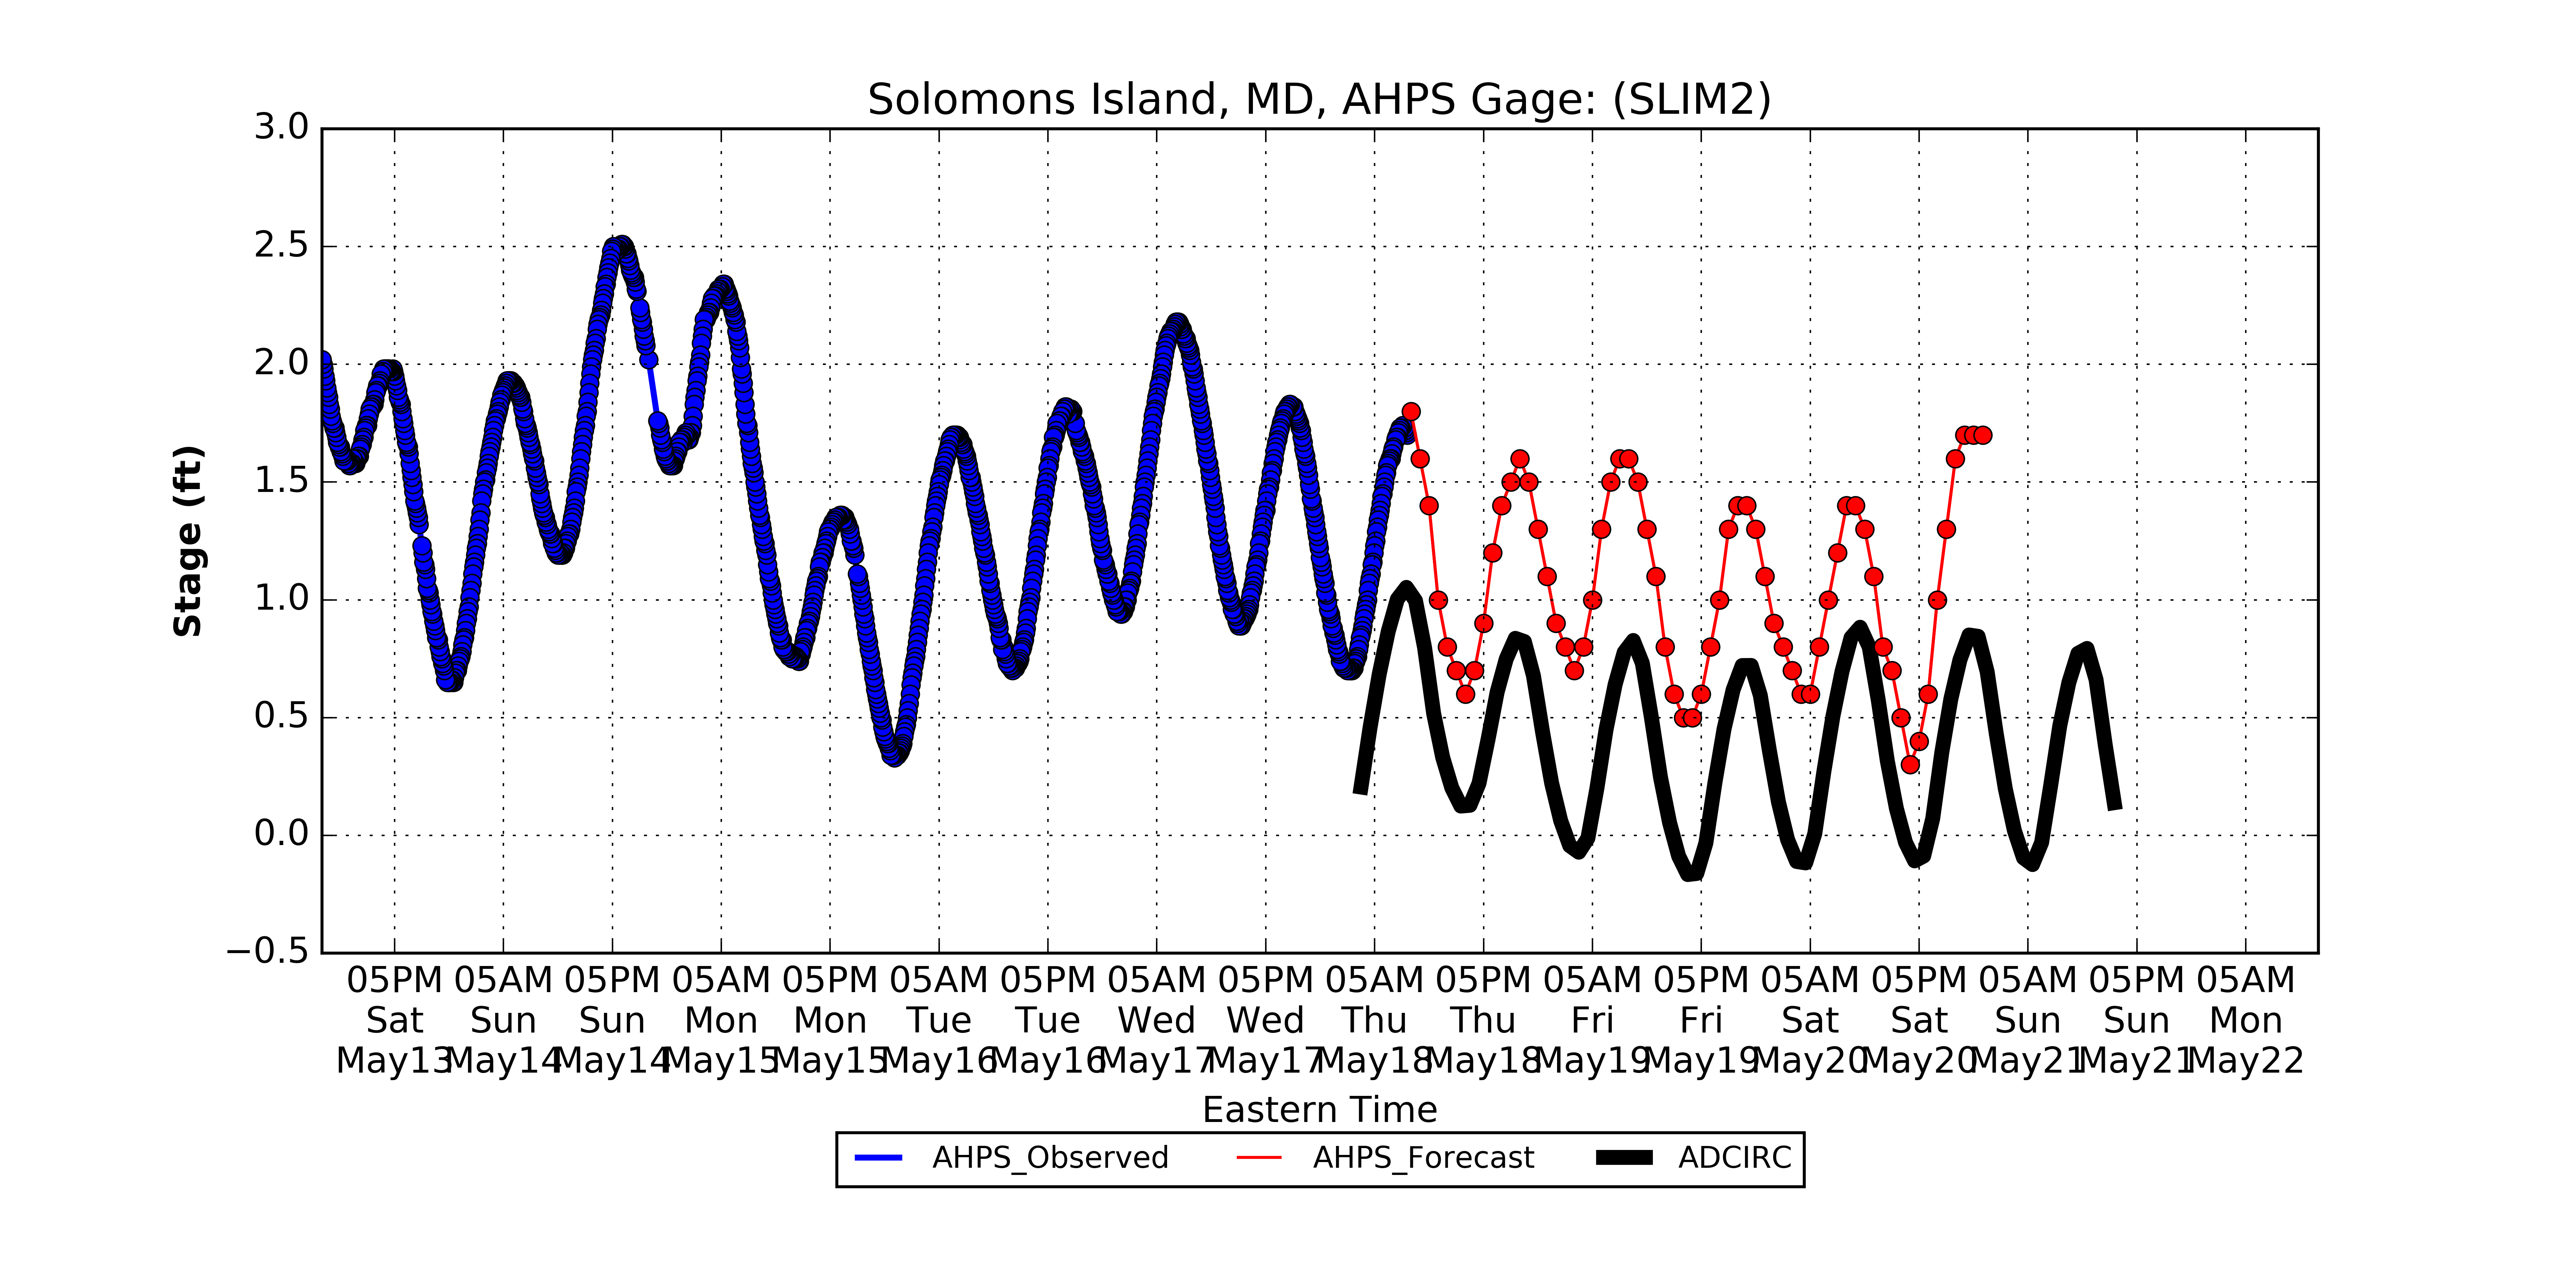 Solomons Island, MD, AHPS Gage: (SLIM2)
3.0
2.5
2.0
1.5
1.0
0.5
0.0
−0.5
Stage (ft)
05PM 05AM 05PM 05AM 05PM 05AM 05PM 05AM 05PM 05AM 05PM 05AM 05PM 05AM 05PM 05AM 05PM 05AM
Sat Sun Sun Mon Mon Tue Tue Wed Wed Thu Thu Fri Fri Sat Sat Sun Sun Mon
May13 May14 May14 May15 May15 May16 May16 May17 May17 May18 May18 May19 May19 May20 May20 May21 May21 May22
Eastern Time
AHPS_Observed AHPS_Forecast ADCIRC